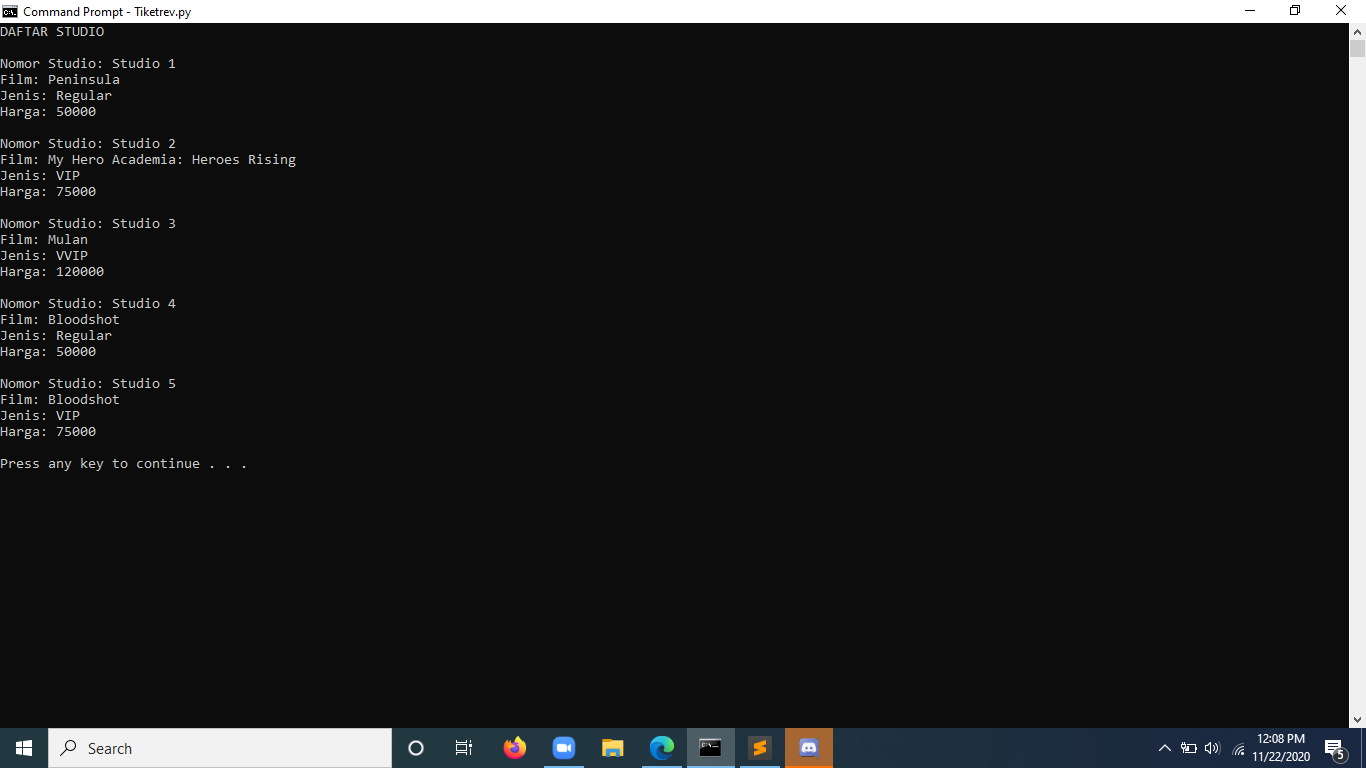 Command Prompt - Tiketrev.py
DAFTAR STUDIO
Nomor Studio: Studio 1
Film: Peninsula
Jenis: Regular
Harga: 50000
Nomor Studio: Studio 2
Film: My Hero Academia: Heroes Rising
Jenis: VIP
Harga: 75000
Nomor Studio: Studio 3
Film: Mulan
Jenis: VVIP
Harga: 120000
Nomor Studio: Studio 4
Film: Bloodshot
Jenis: Regular
Harga: 50000
Nomor Studio: Studio 5
Film: Bloodshot
Jenis: VIP
Harga: 75000
Press any key to continue . . .
Search
12:08 PM
11/22/2020
5